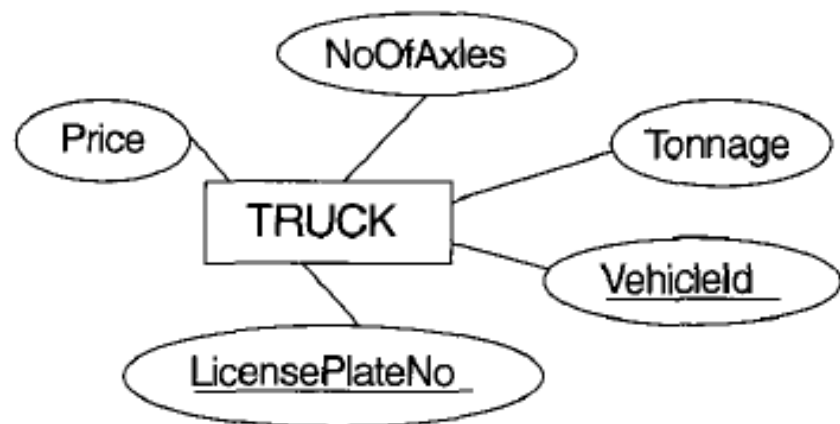 NoOfAxles
Price
Tonnage
TRUCK
VehicleId
LicensePlateNo